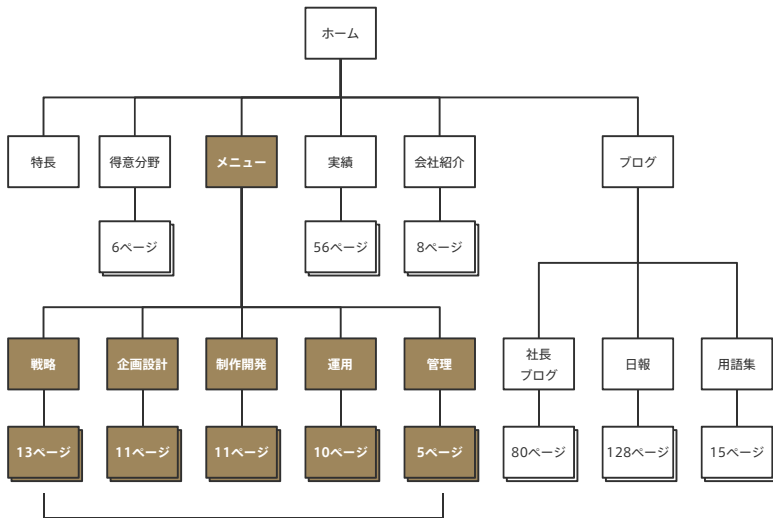 ホーム
特長
得意分野
メニュー
実績
会社紹介
ブログ
6ページ
56ページ
8ページ
戦略
企画設計
制作開発
運用
管理
社長
ブログ
日報
用語集
13ページ
11ページ
11ページ
10ページ
5ページ
80ページ
128ページ
15ページ